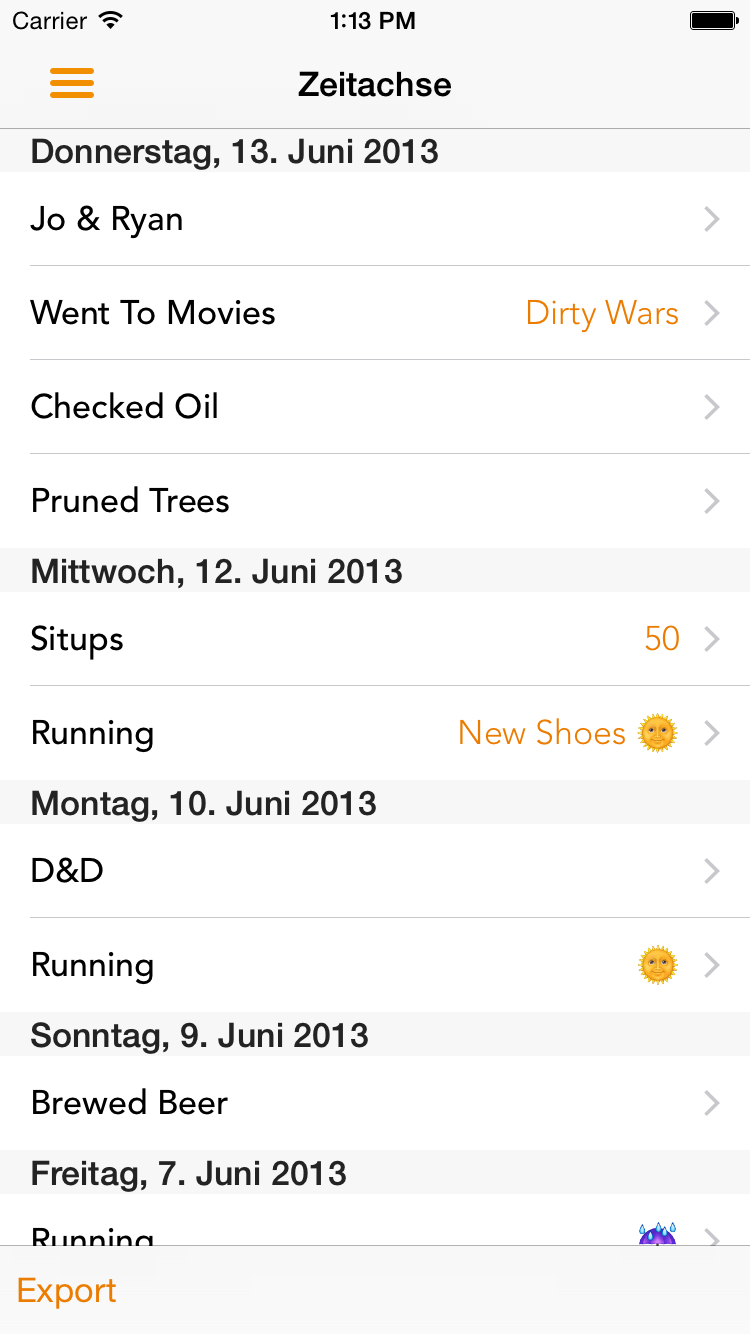 Carrier 1:13 PM
Zeitachse
Donnerstag, 13. Juni 2013
Jo & Ryan
Went To Movies Dirty Wars
Checked Oil
Pruned Trees
Mittwoch, 12. Juni 2013
Situps 50
Running New Shoes 🌞
Montag, 10. Juni 2013
D&D
Running 🌞
Sonntag, 9. Juni 2013
Brewed Beer
Freitag, 7. Juni 2013
Running ☔
Export